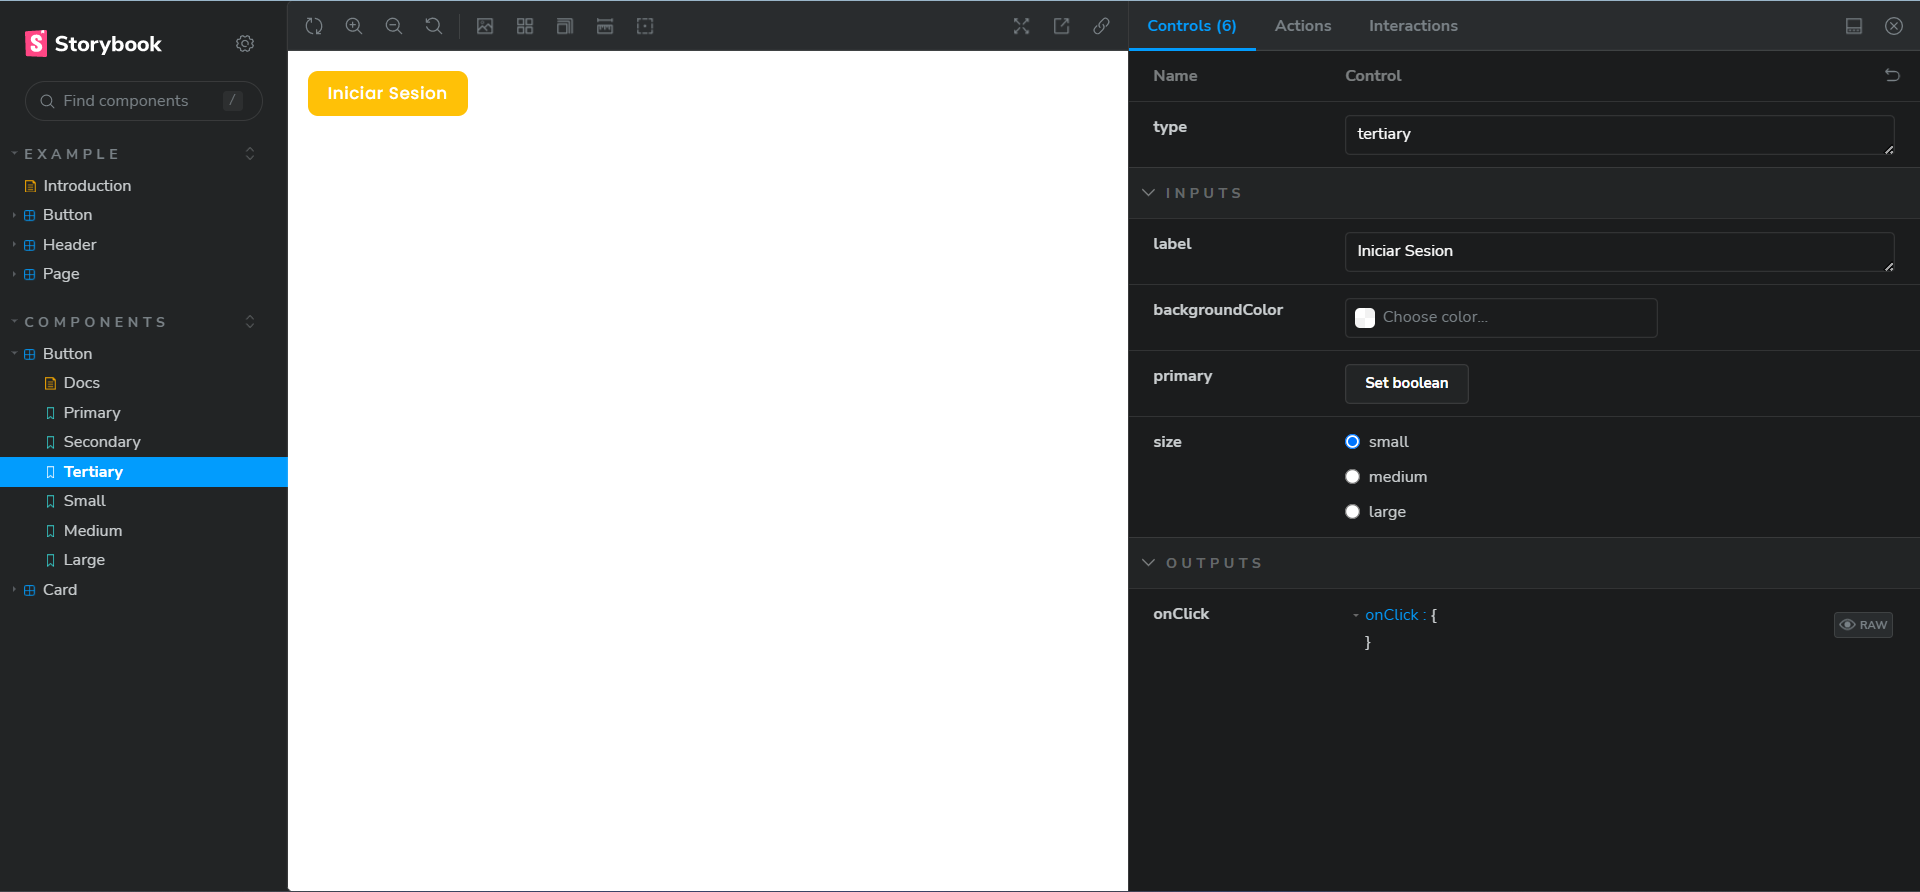 Storybook
Find components /
EXAMPLE
Introduction
Button
Header
Page
COMPONENTS
Button
Docs
Primary
Secondary
Tertiary
Small
Medium
Large
Card
Iniciar Sesion
Controls (6) Actions Interactions
Name Control
type tertiary
INPUTS
label Iniciar Sesion
backgroundColor Choose color...
primary Set boolean
size small
medium
large
OUTPUTS
onClick onClick : {
RAW
}